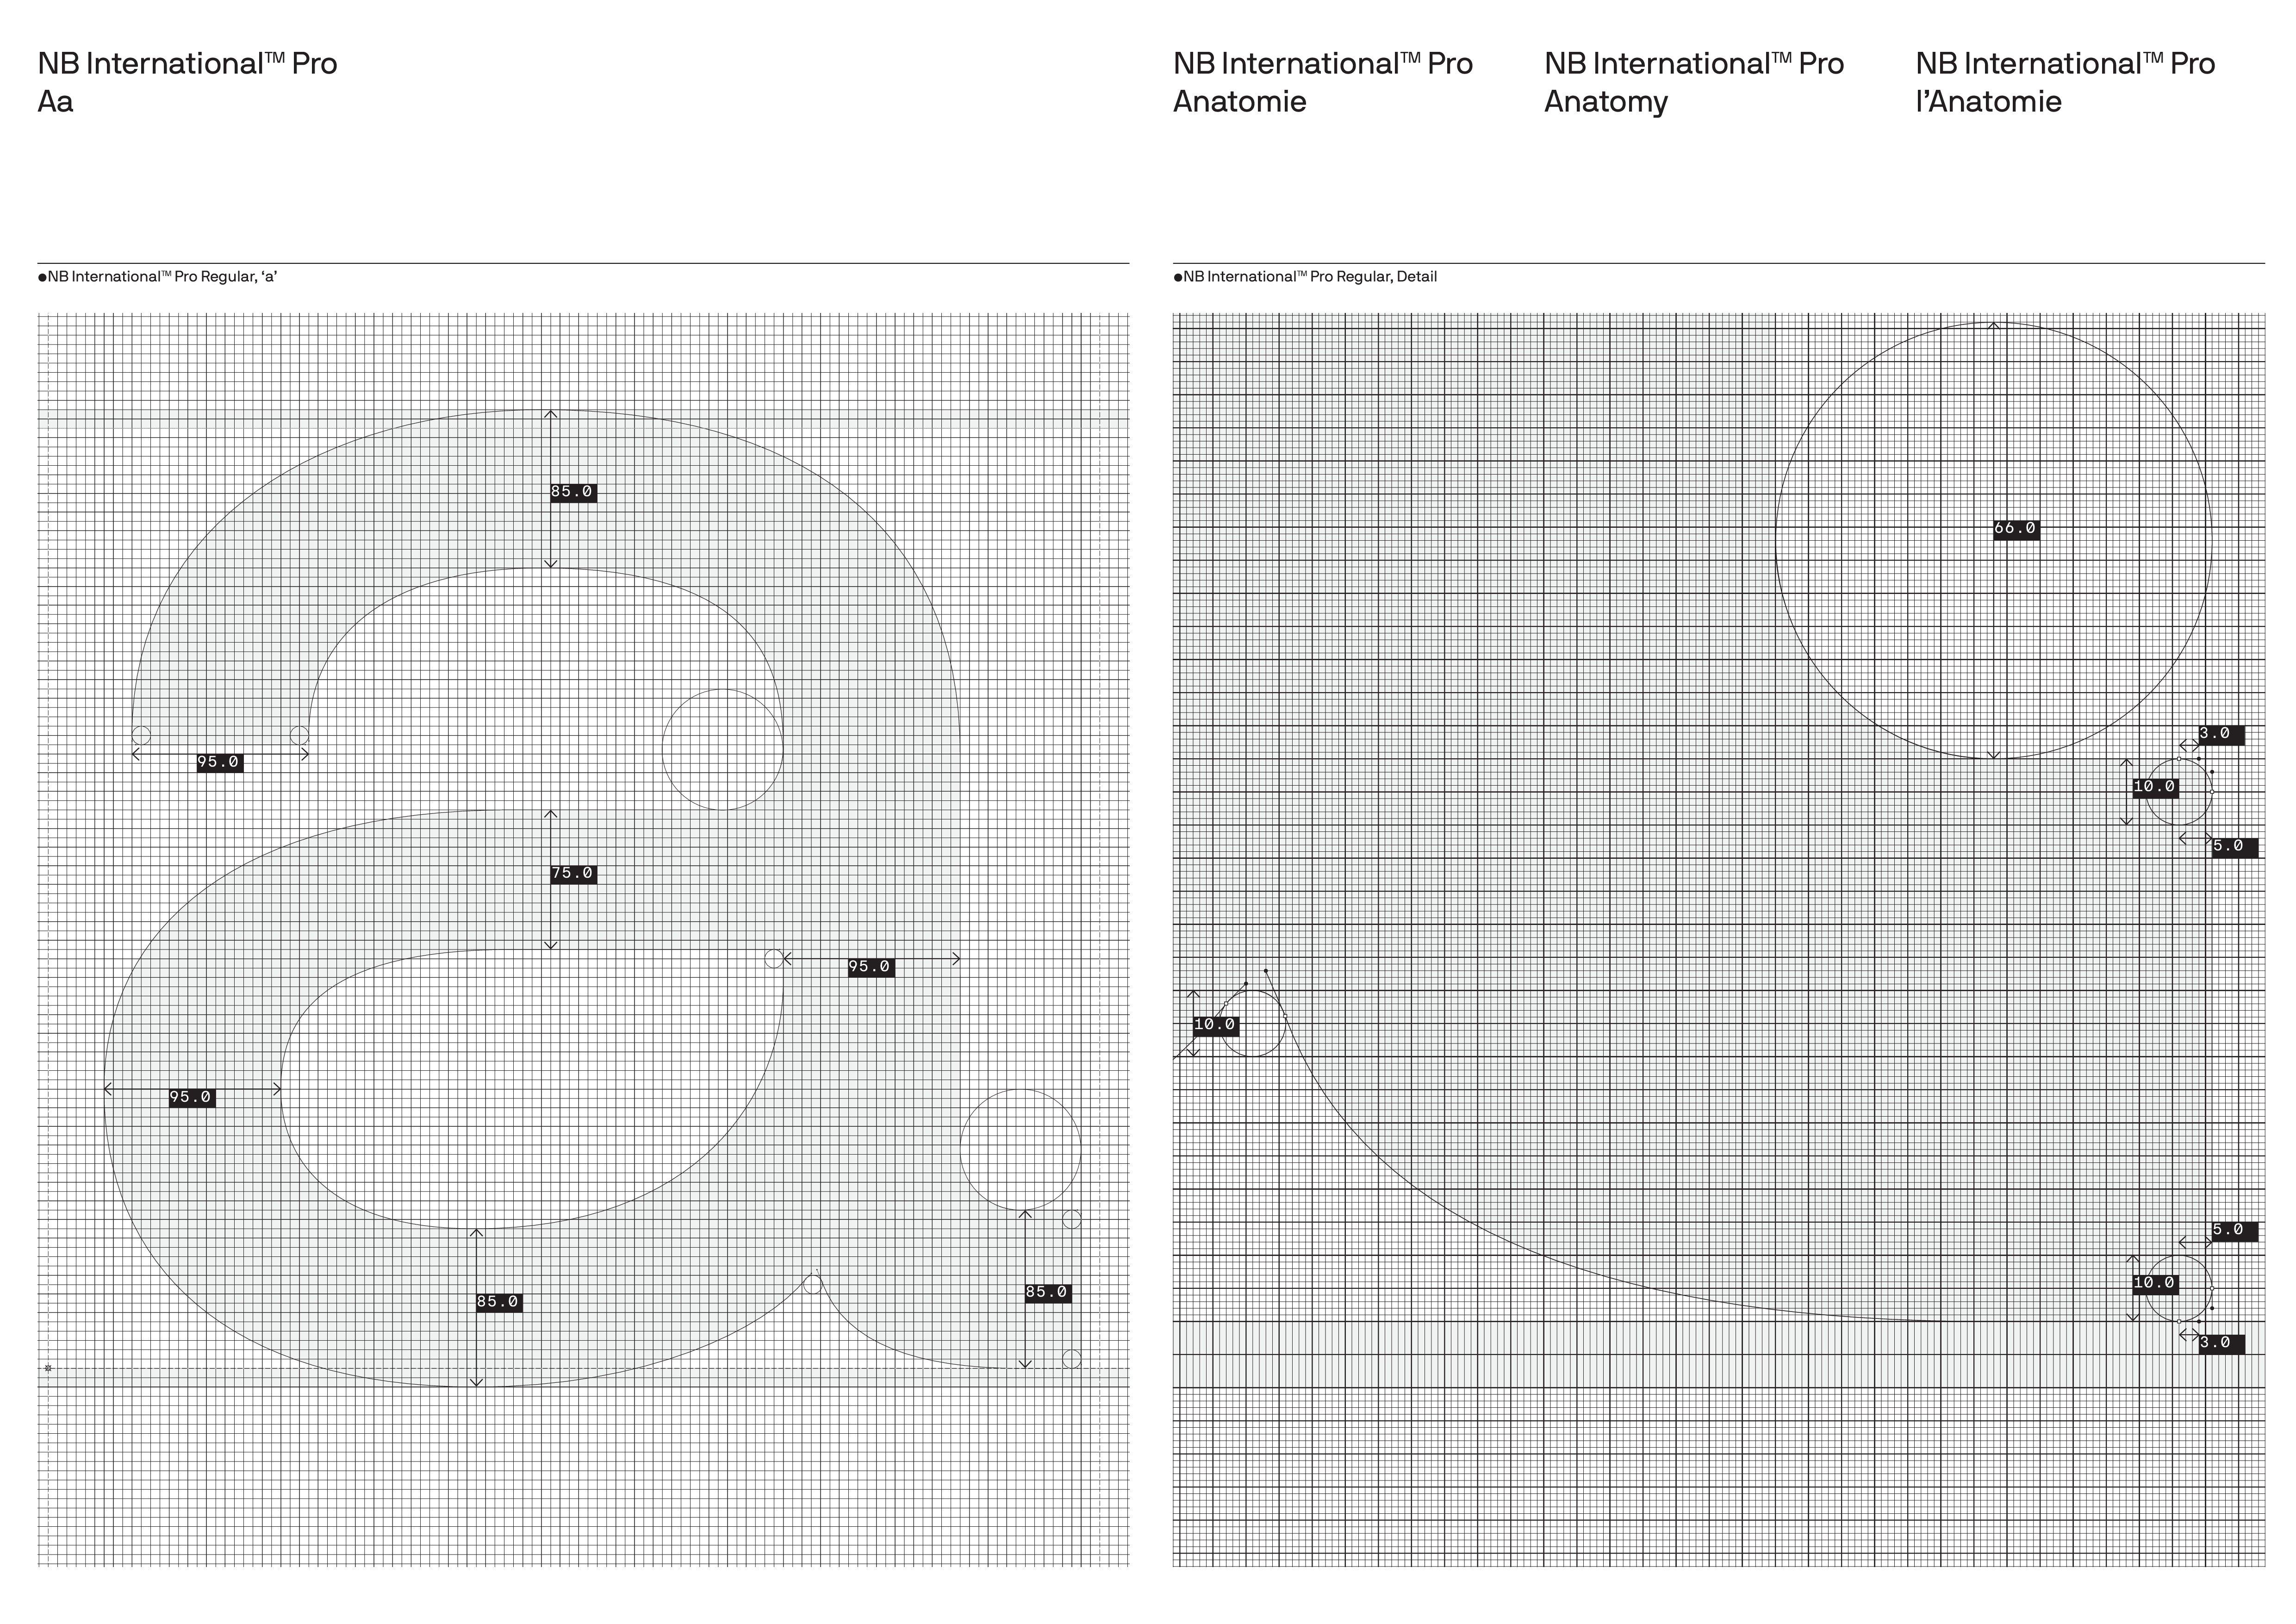 NB International™ Pro
Aa
NB International™ Pro
Anatomie
NB International™ Pro
Anatomy
NB International™ Pro
l’Anatomie
●NB International™ Pro Regular, ‘a’
85.0
95.0
75.0
95.0
95.0
85.0
85.0
●NB International™ Pro Regular, Detail
66.0
3.0
10.0
5.0
10.0
5.0
10.0
3.0